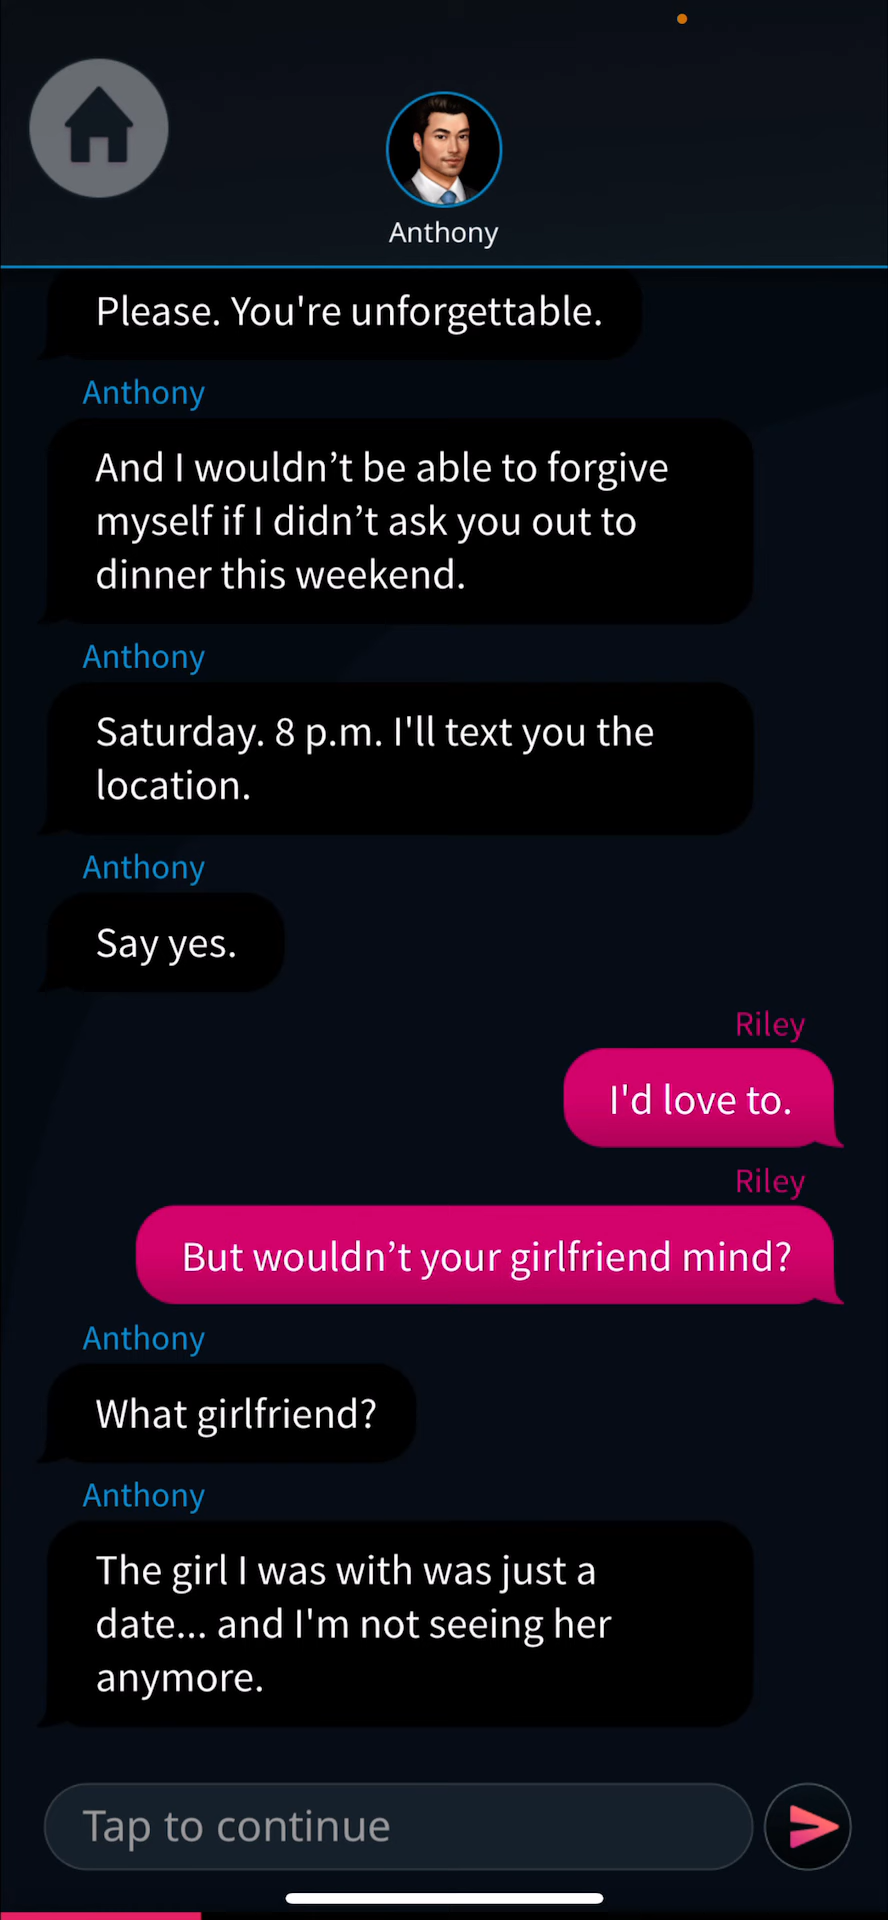 Anthony
Please. You're unforgettable.
Anthony
And I wouldn’t be able to forgive
myself if I didn’t ask you out to
dinner this weekend.
Anthony
Saturday. 8 p.m. I'll text you the
location.
Anthony
Say yes.
Riley
I'd love to.
Riley
But wouldn’t your girlfriend mind?
Anthony
What girlfriend?
Anthony
The girl I was with was just a
date... and I'm not seeing her
anymore.
Tap to continue